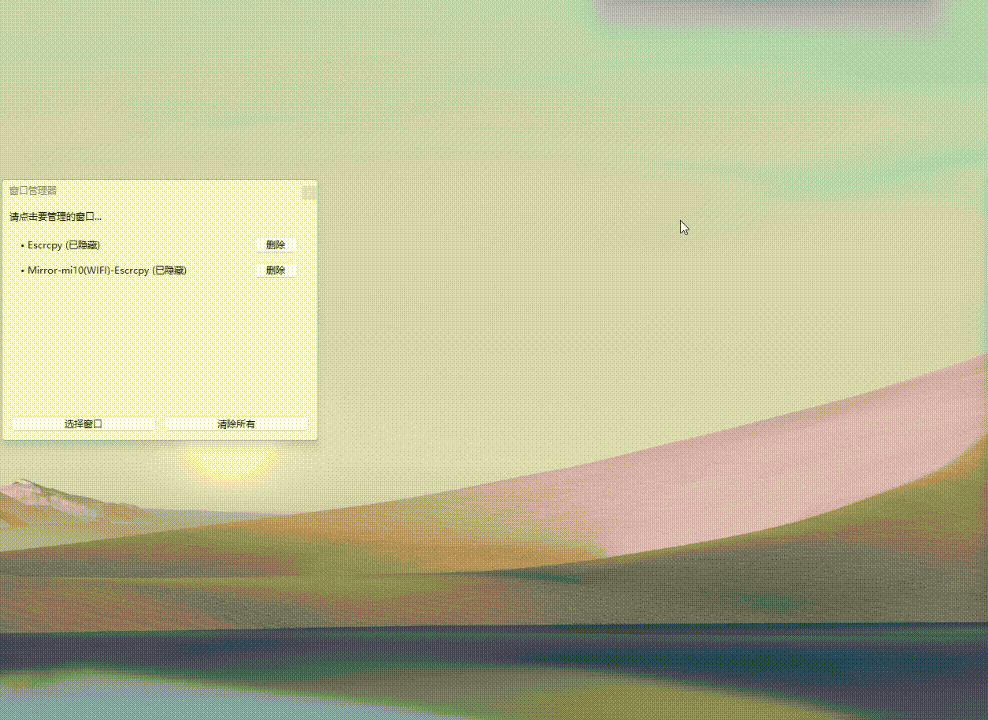 窗口管理器
请点击要管理的窗口...
• Escrcpy (已隐藏) 删除
• Mirror-mi10(WIFI)-Escrcpy (已隐藏) 删除
选择窗口 清除所有